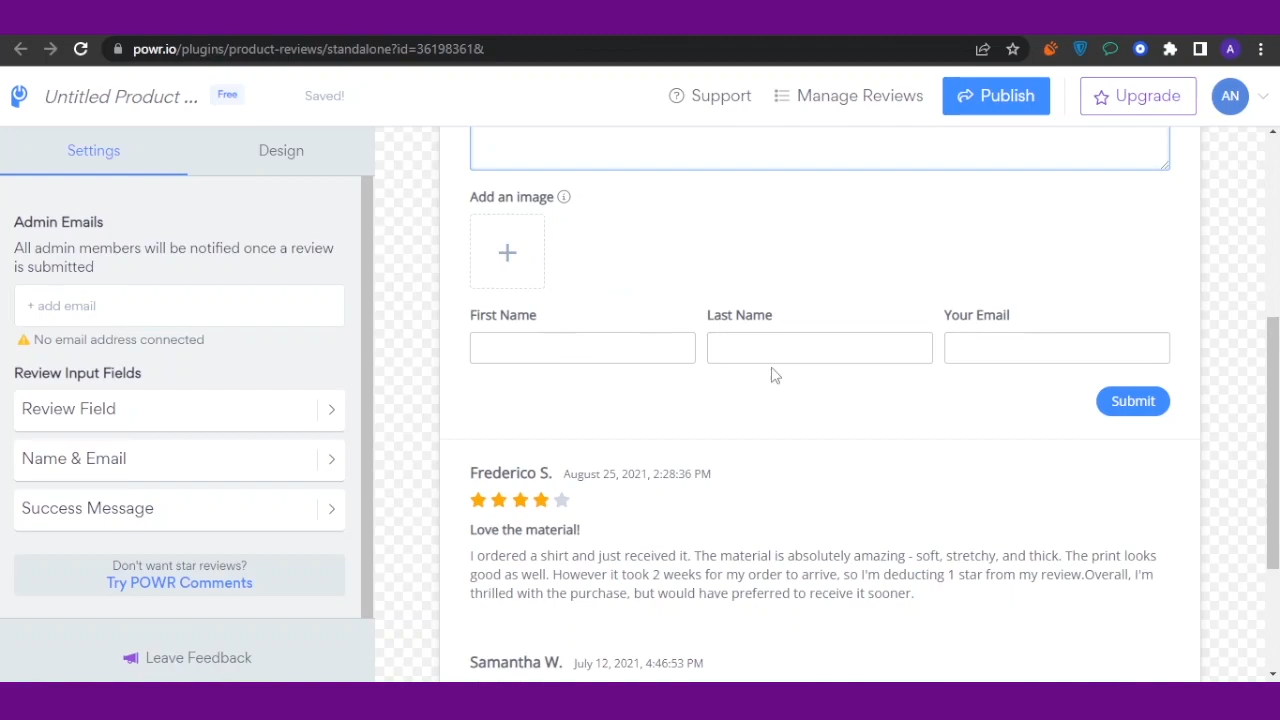 powr.io/plugins/product-reviews/standalone?id=36198361&
A
Untitled Product ...
Free
Saved!
Support
Manage Reviews
Publish
Upgrade
AN
Settings
Design
Admin Emails
All admin members will be notified once a review
is submitted
+ add email
No email address connected
Review Input Fields
Review Field
Name & Email
Success Message
Don't want star reviews?
Try POWR Comments
Leave Feedback
Add an image
First Name
Last Name
Your Email
Submit
Frederico S. August 25, 2021, 2:28:36 PM
Love the material!
I ordered a shirt and just received it. The material is absolutely amazing - soft, stretchy, and thick. The print looks
good as well. However it took 2 weeks for my order to arrive, so I'm deducting 1 star from my review.Overall, I'm
thrilled with the purchase, but would have preferred to receive it sooner.
Samantha W. July 12, 2021, 4:46:53 PM